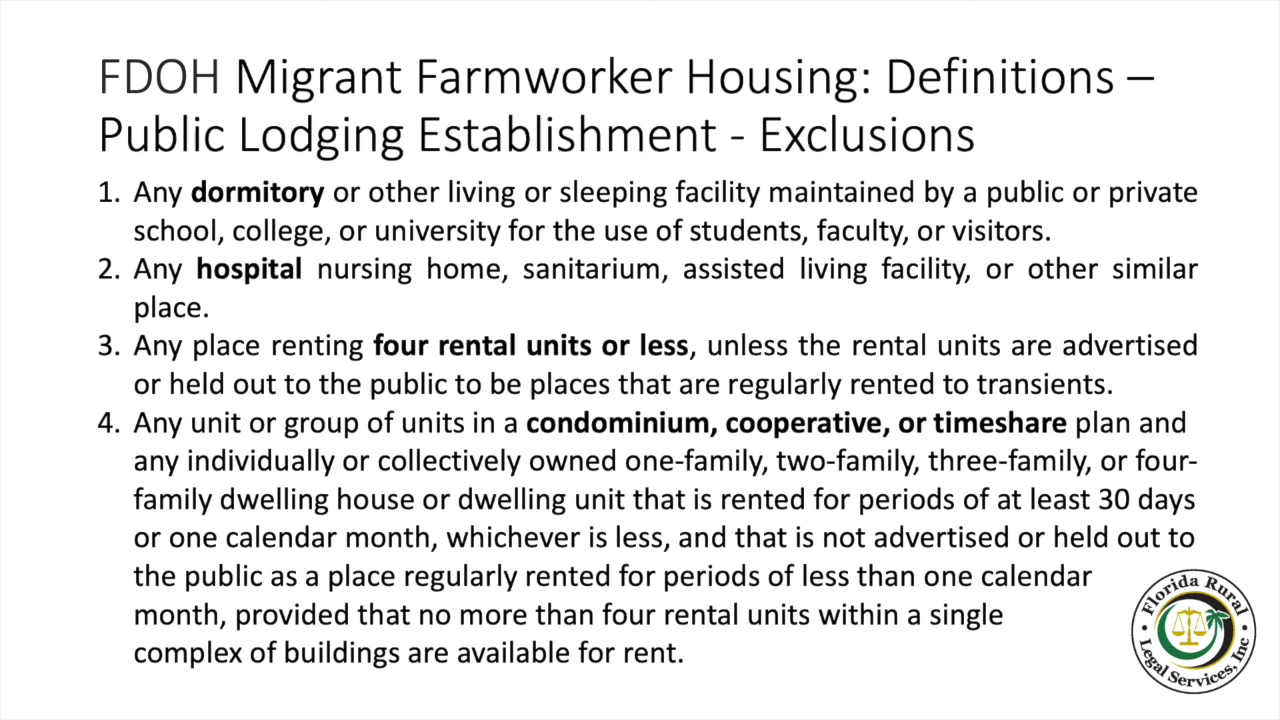 FDOH Migrant Farmworker Housing: Definitions –
Public Lodging Establishment - Exclusions
1. Any dormitory or other living or sleeping facility maintained by a public or private
school, college, or university for the use of students, faculty, or visitors.
2. Any hospital nursing home, sanitarium, assisted living facility, or other similar
place.
3. Any place renting four rental units or less, unless the rental units are advertised
or held out to the public to be places that are regularly rented to transients.
4. Any unit or group of units in a condominium, cooperative, or timeshare plan and
any individually or collectively owned one-family, two-family, three-family, or four-
family dwelling house or dwelling unit that is rented for periods of at least 30 days
or one calendar month, whichever is less, and that is not advertised or held out to
the public as a place regularly rented for periods of less than one calendar
month, provided that no more than four rental units within a single
complex of buildings are available for rent.
Florida Rural
Legal Services, Inc